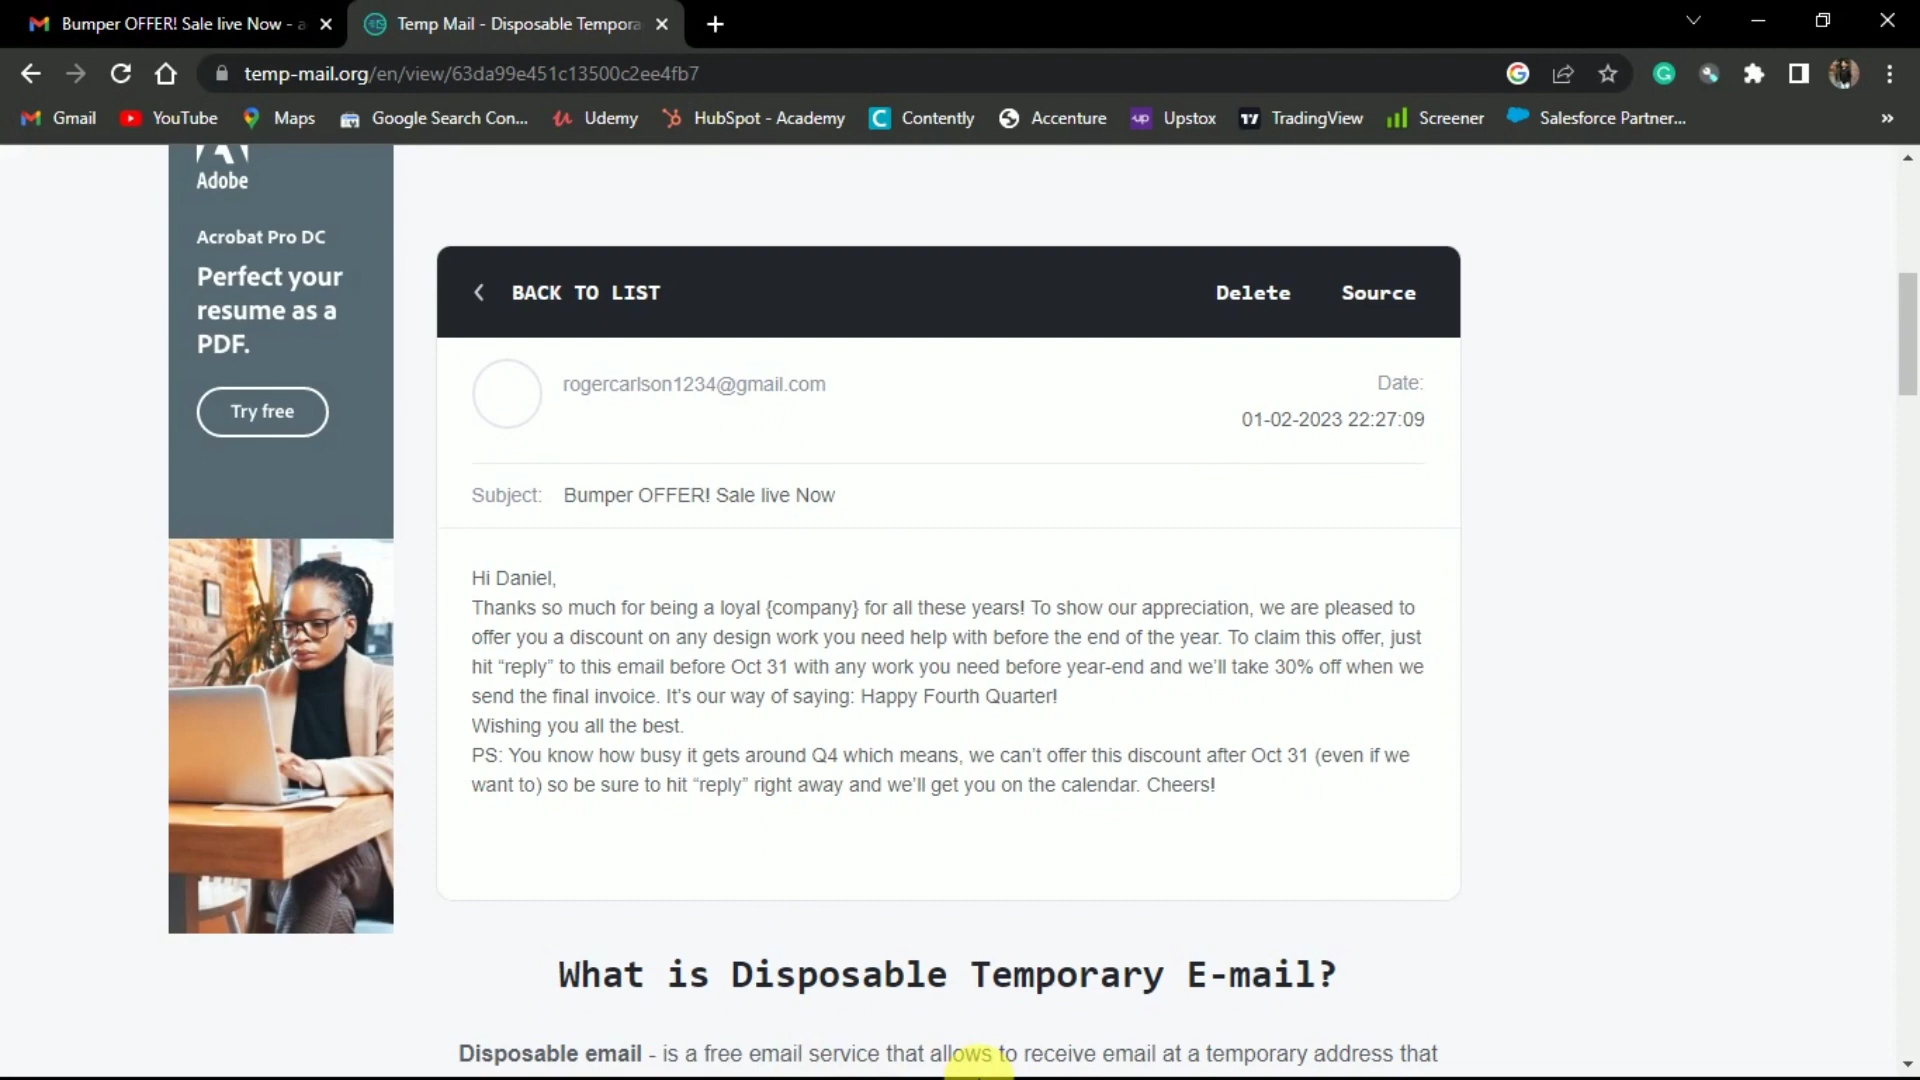 Bumper OFFER! Sale live Now - a
Temp Mail - Disposable Tempora
temp-mail.org/en/view/63da99e451c13500c2ee4fb7
Gmail
YouTube
Maps
Google Search Con...
Udemy
HubSpot - Academy
Contently
Accenture
Upstox
TradingView
Screener
Salesforce Partner...
Adobe
Acrobat Pro DC
Perfect your
resume as a
PDF.
Try free
BACK TO LIST
Delete
Source
rogercarlson1234@gmail.com
Date:
01-02-2023 22:27:09
Subject: Bumper OFFER! Sale live Now
Hi Daniel,
Thanks so much for being a loyal {company} for all these years! To show our appreciation, we are pleased to
offer you a discount on any design work you need help with before the end of the year. To claim this offer, just
hit “reply” to this email before Oct 31 with any work you need before year-end and we’ll take 30% off when we
send the final invoice. It’s our way of saying: Happy Fourth Quarter!
Wishing you all the best.
PS: You know how busy it gets around Q4 which means, we can’t offer this discount after Oct 31 (even if we
want to) so be sure to hit “reply” right away and we’ll get you on the calendar. Cheers!
What is Disposable Temporary E-mail?
Disposable email - is a free email service that allows to receive email at a temporary address that